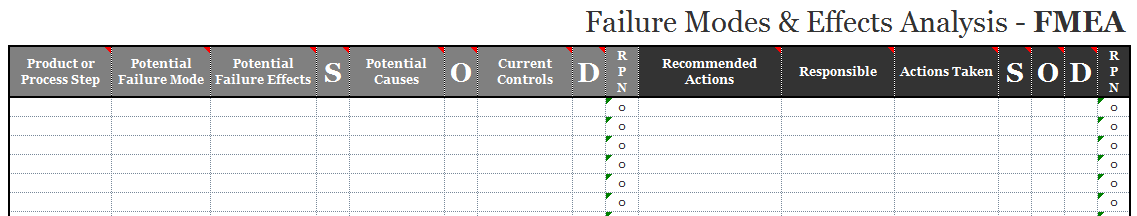 Failure Modes & Effects Analysis - FMEA
Product or
Process Step
Potential
Failure Mode
Potential
Failure Effects
S
Potential
Causes
O
Current
Controls
D
R
P
N
Recommended
Actions
Responsible
Actions Taken
S
O
D
R
P
N
0 0
0 0
0 0
0 0
0 0
0 0